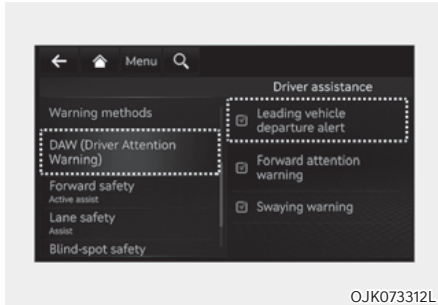 Menu
Driver assistance
Warning methods
DAW (Driver Attention
Warning)
Forward safety
Active assist
Lane safety
Assist
Blind-spot safety
Leading vehicle
departure alert
Forward attention
warning
Swaying warning
OJK073312L